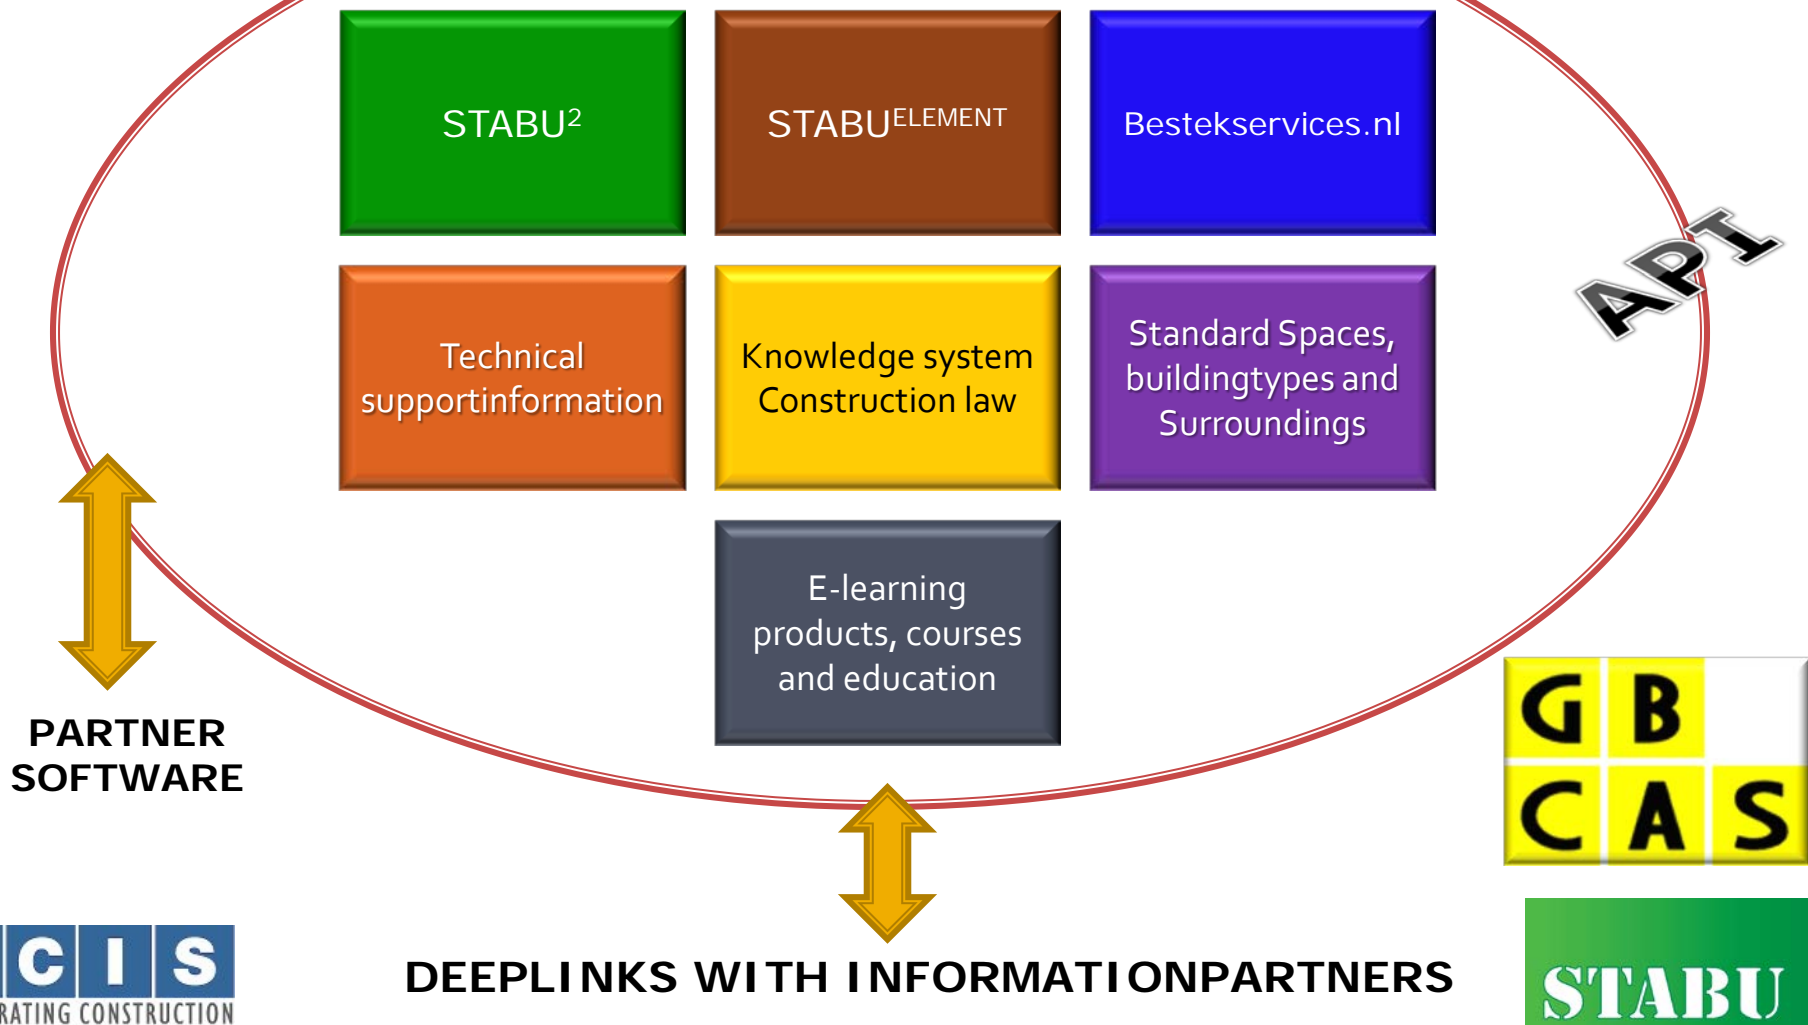 STABU²
STABUᴱᴸᴱᴹᴱᴺᵀ
Bestekservices.nl
API
Technical
supportinformation
Knowledge system
Construction law
Standard Spaces,
buildingtypes and
Surroundings
E-learning
products, courses
and education
PARTNER
SOFTWARE
G B
C A S
C I S
RATING CONSTRUCTION
DEEPLINKS WITH INFORMATIONPARTNERS
STABU